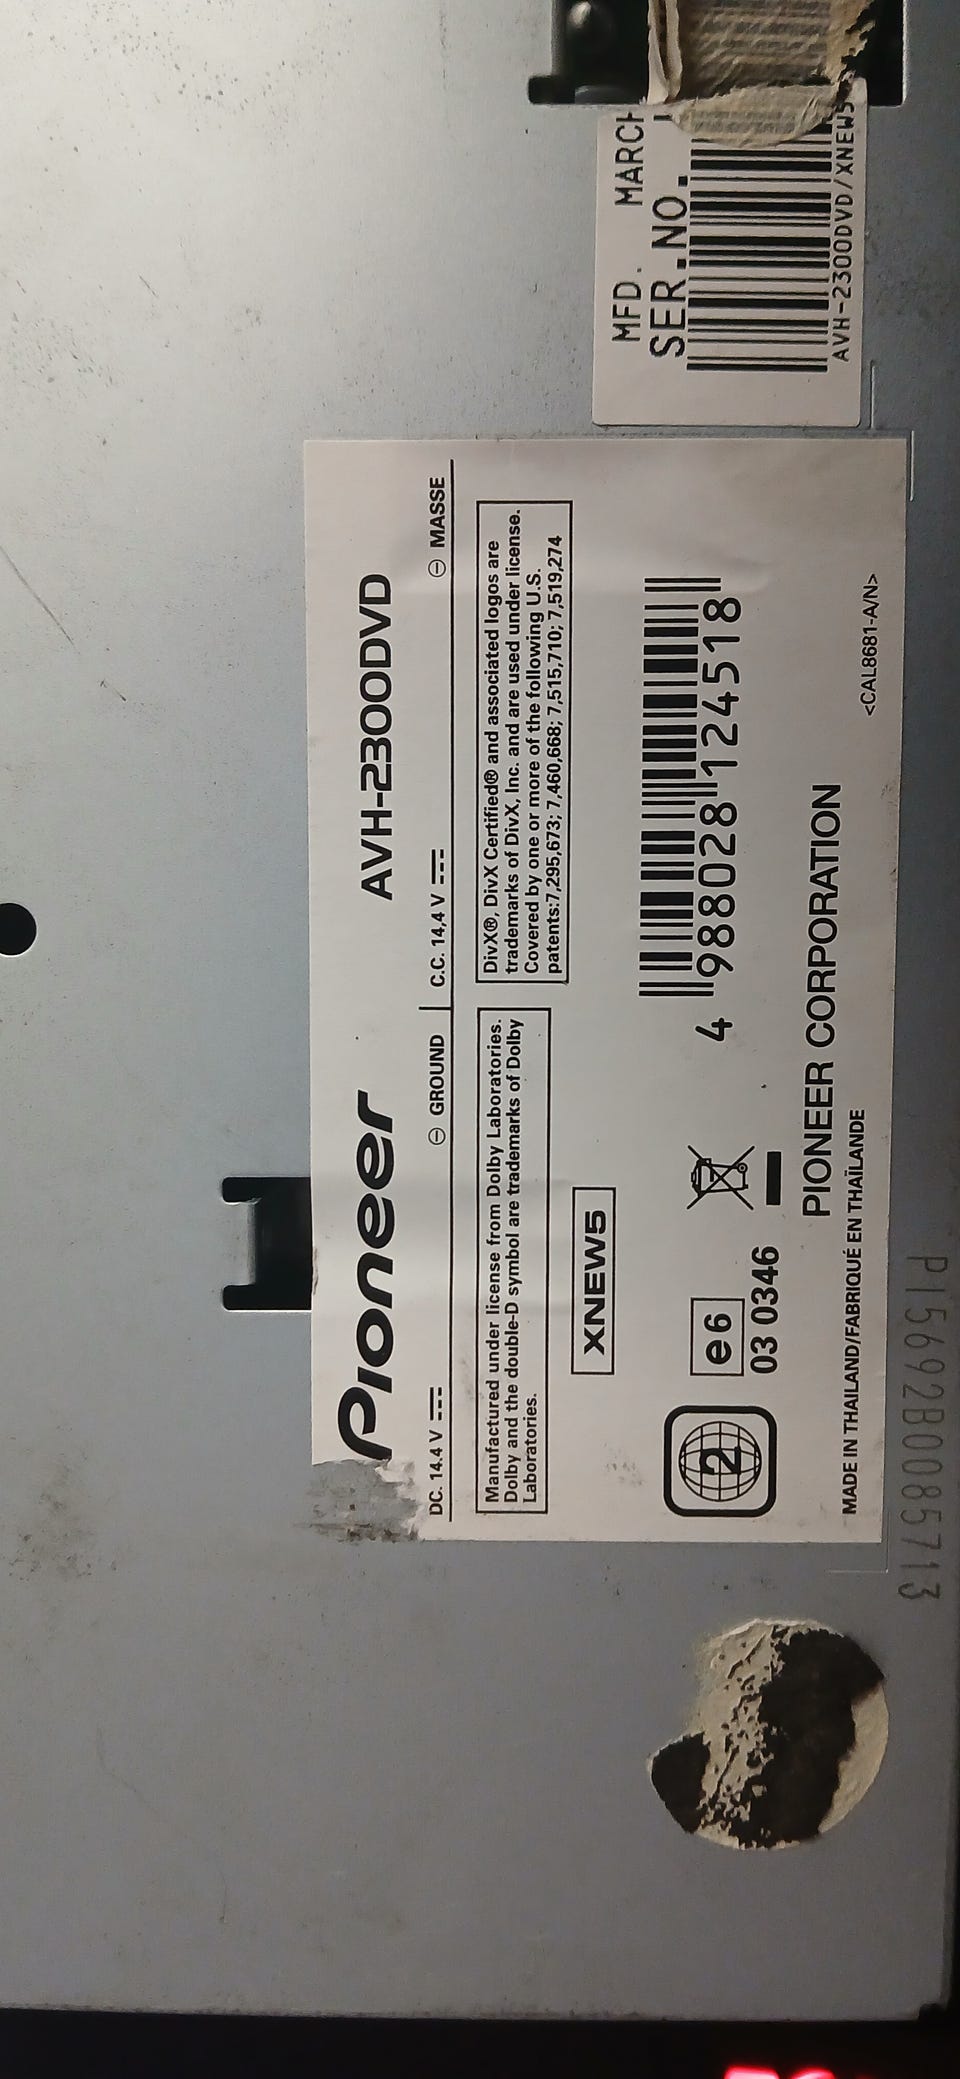 Pioneer AVH-2300DVD
DC. 14.4 V ⎓ ⊖ GROUND C.C. 14,4 V ⎓ ⊖ MASSE
Manufactured under license from Dolby Laboratories.
Dolby and the double-D symbol are trademarks of Dolby
Laboratories.
DivX®, DivX Certified® and associated logos are
trademarks of DivX, Inc. and are used under license.
Covered by one or more of the following U.S.
patents:7,295,673; 7,460,668; 7,515,710; 7,519,274
XNEW5
2
e6
03 0346
4 988028 124518
PIONEER CORPORATION
MADE IN THAILAND/FABRIQUÉ EN THAÏLANDE
<CAL8681-A/N>
MFD. MARCH
SER.NO.
AVH-2300DVD/XNEW5
P15692B0085713